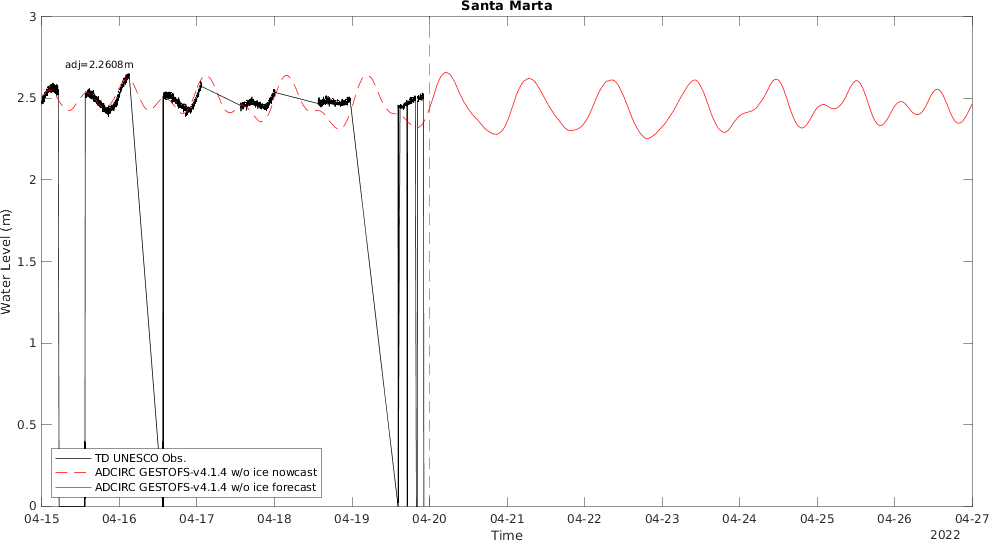 Santa Marta
adj=2.2608m
3
2.5
2
1.5
1
0.5
0
Water Level (m)
TD UNESCO Obs.
ADCIRC GESTOFS-v4.1.4 w/o ice nowcast
ADCIRC GESTOFS-v4.1.4 w/o ice forecast
04-15 04-16 04-17 04-18 04-19 04-20 04-21 04-22 04-23 04-24 04-25 04-26 04-27
Time
2022